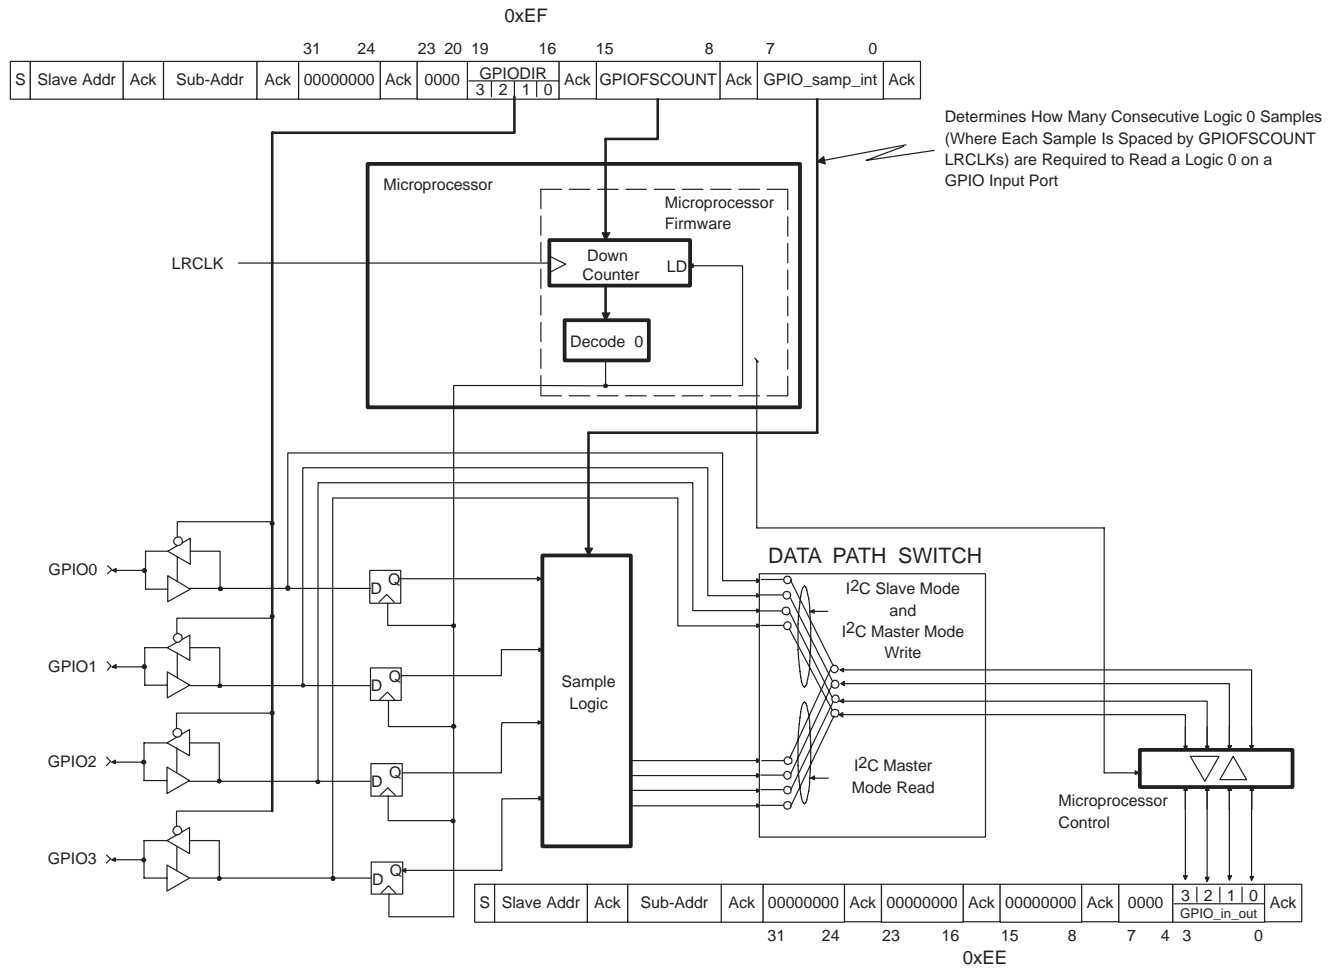 0xEF
31 24 23 20 19 16 15 8 7 0
S Slave Addr Ack Sub-Addr Ack 00000000 Ack 0000 GPIODIR Ack GPIOFSCOUNT Ack GPIO_samp_int Ack
3 2 1 0
Determines How Many Consecutive Logic 0 Samples
(Where Each Sample Is Spaced by GPIOFSCOUNT
LRCLKs) are Required to Read a Logic 0 on a
GPIO Input Port
Microprocessor
Microprocessor
Firmware
LRCLK
Down
Counter
LD
Decode 0
DATA PATH SWITCH
I2C Slave Mode
and
I2C Master Mode
Write
GPIO0
D Q
GPIO1
D Q
Sample
Logic
GPIO2
D Q
I2C Master
Mode Read
Microprocessor
Control
GPIO3
D Q
S Slave Addr Ack Sub-Addr Ack 00000000 Ack 00000000 Ack 00000000 Ack 0000 3 2 1 0 Ack
GPIO_in_out
31 24 23 16 15 8 7 4 3 0
0xEE